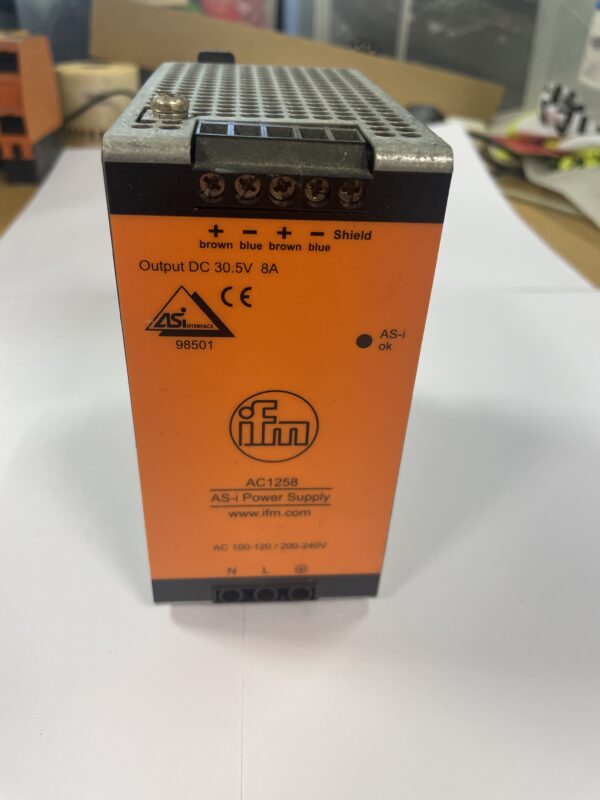 + − + − Shield
brown blue brown blue
Output DC 30.5V 8A
CE
ASi INTERFACE
98501
AS-i
ok
ifm
AC1258
AS-i Power Supply
www.ifm.com
AC 100-120 / 200-240V
N L